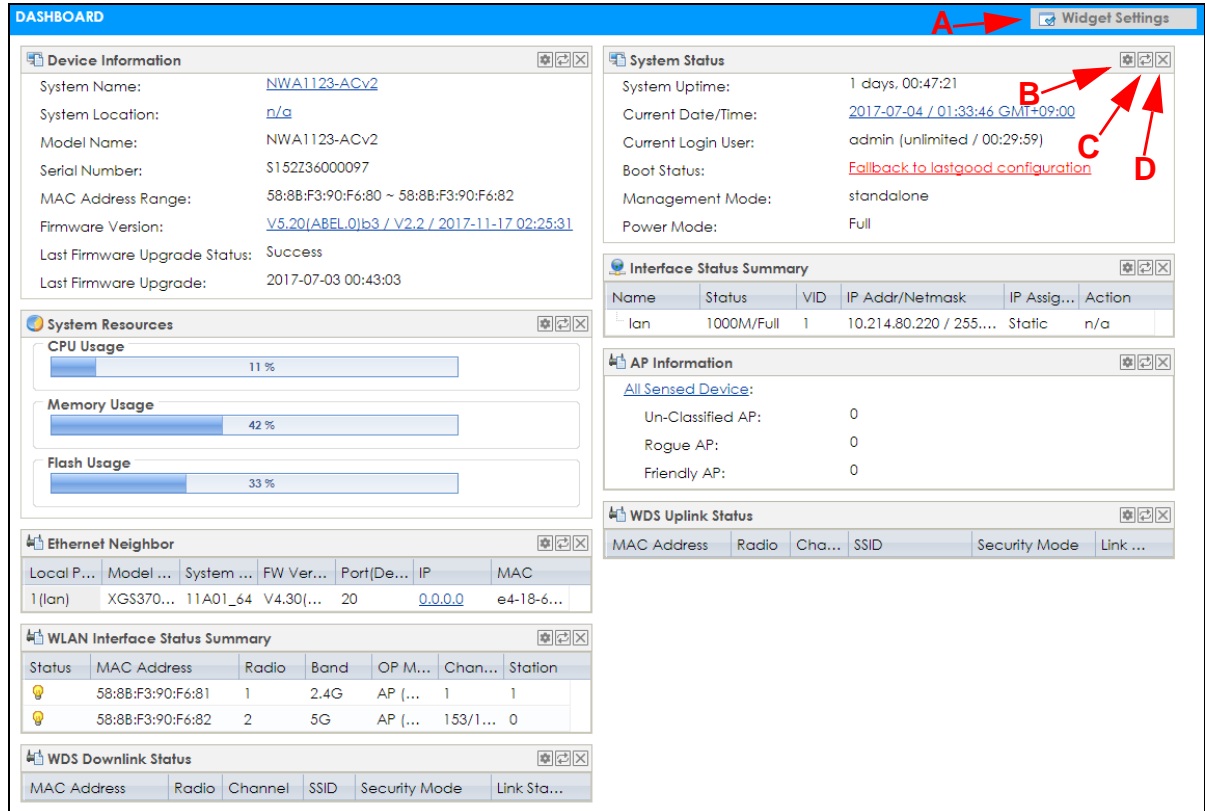 DASHBOARD
A
Widget Settings
Device Information
System Name: NWA1123-ACv2
System Location: n/a
Model Name: NWA1123-ACv2
Serial Number: S152Z36000097
MAC Address Range: 58:8B:F3:90:F6:80 ~ 58:8B:F3:90:F6:82
Firmware Version: V5.20(ABEL.0)b3 / V2.2 / 2017-11-17 02:25:31
Last Firmware Upgrade Status: Success
Last Firmware Upgrade: 2017-07-03 00:43:03
System Resources
CPU Usage
11 %
Memory Usage
42 %
Flash Usage
33 %
Ethernet Neighbor
Local P... Model ... System ... FW Ver... Port(De... IP MAC
1(lan) XGS370... 11A01_64 V4.30(... 20 0.0.0.0 e4-18-6...
WLAN Interface Status Summary
Status MAC Address Radio Band OP M... Chan... Station
58:8B:F3:90:F6:81 1 2.4G AP (... 1 1
58:8B:F3:90:F6:82 2 5G AP (... 153/1... 0
WDS Downlink Status
MAC Address Radio Channel SSID Security Mode Link Sta...
System Status
System Uptime: 1 days, 00:47:21
Current Date/Time: 2017-07-04 / 01:33:46 GMT+09:00
Current Login User: admin (unlimited / 00:29:59)
Boot Status: Fallback to lastgood configuration
Management Mode: standalone
Power Mode: Full
B
C
D
Interface Status Summary
Name Status VID IP Addr/Netmask IP Assig... Action
lan 1000M/Full 1 10.214.80.220 / 255.... Static n/a
AP Information
All Sensed Device:
Un-Classified AP: 0
Rogue AP: 0
Friendly AP: 0
WDS Uplink Status
MAC Address Radio Cha... SSID Security Mode Link ...